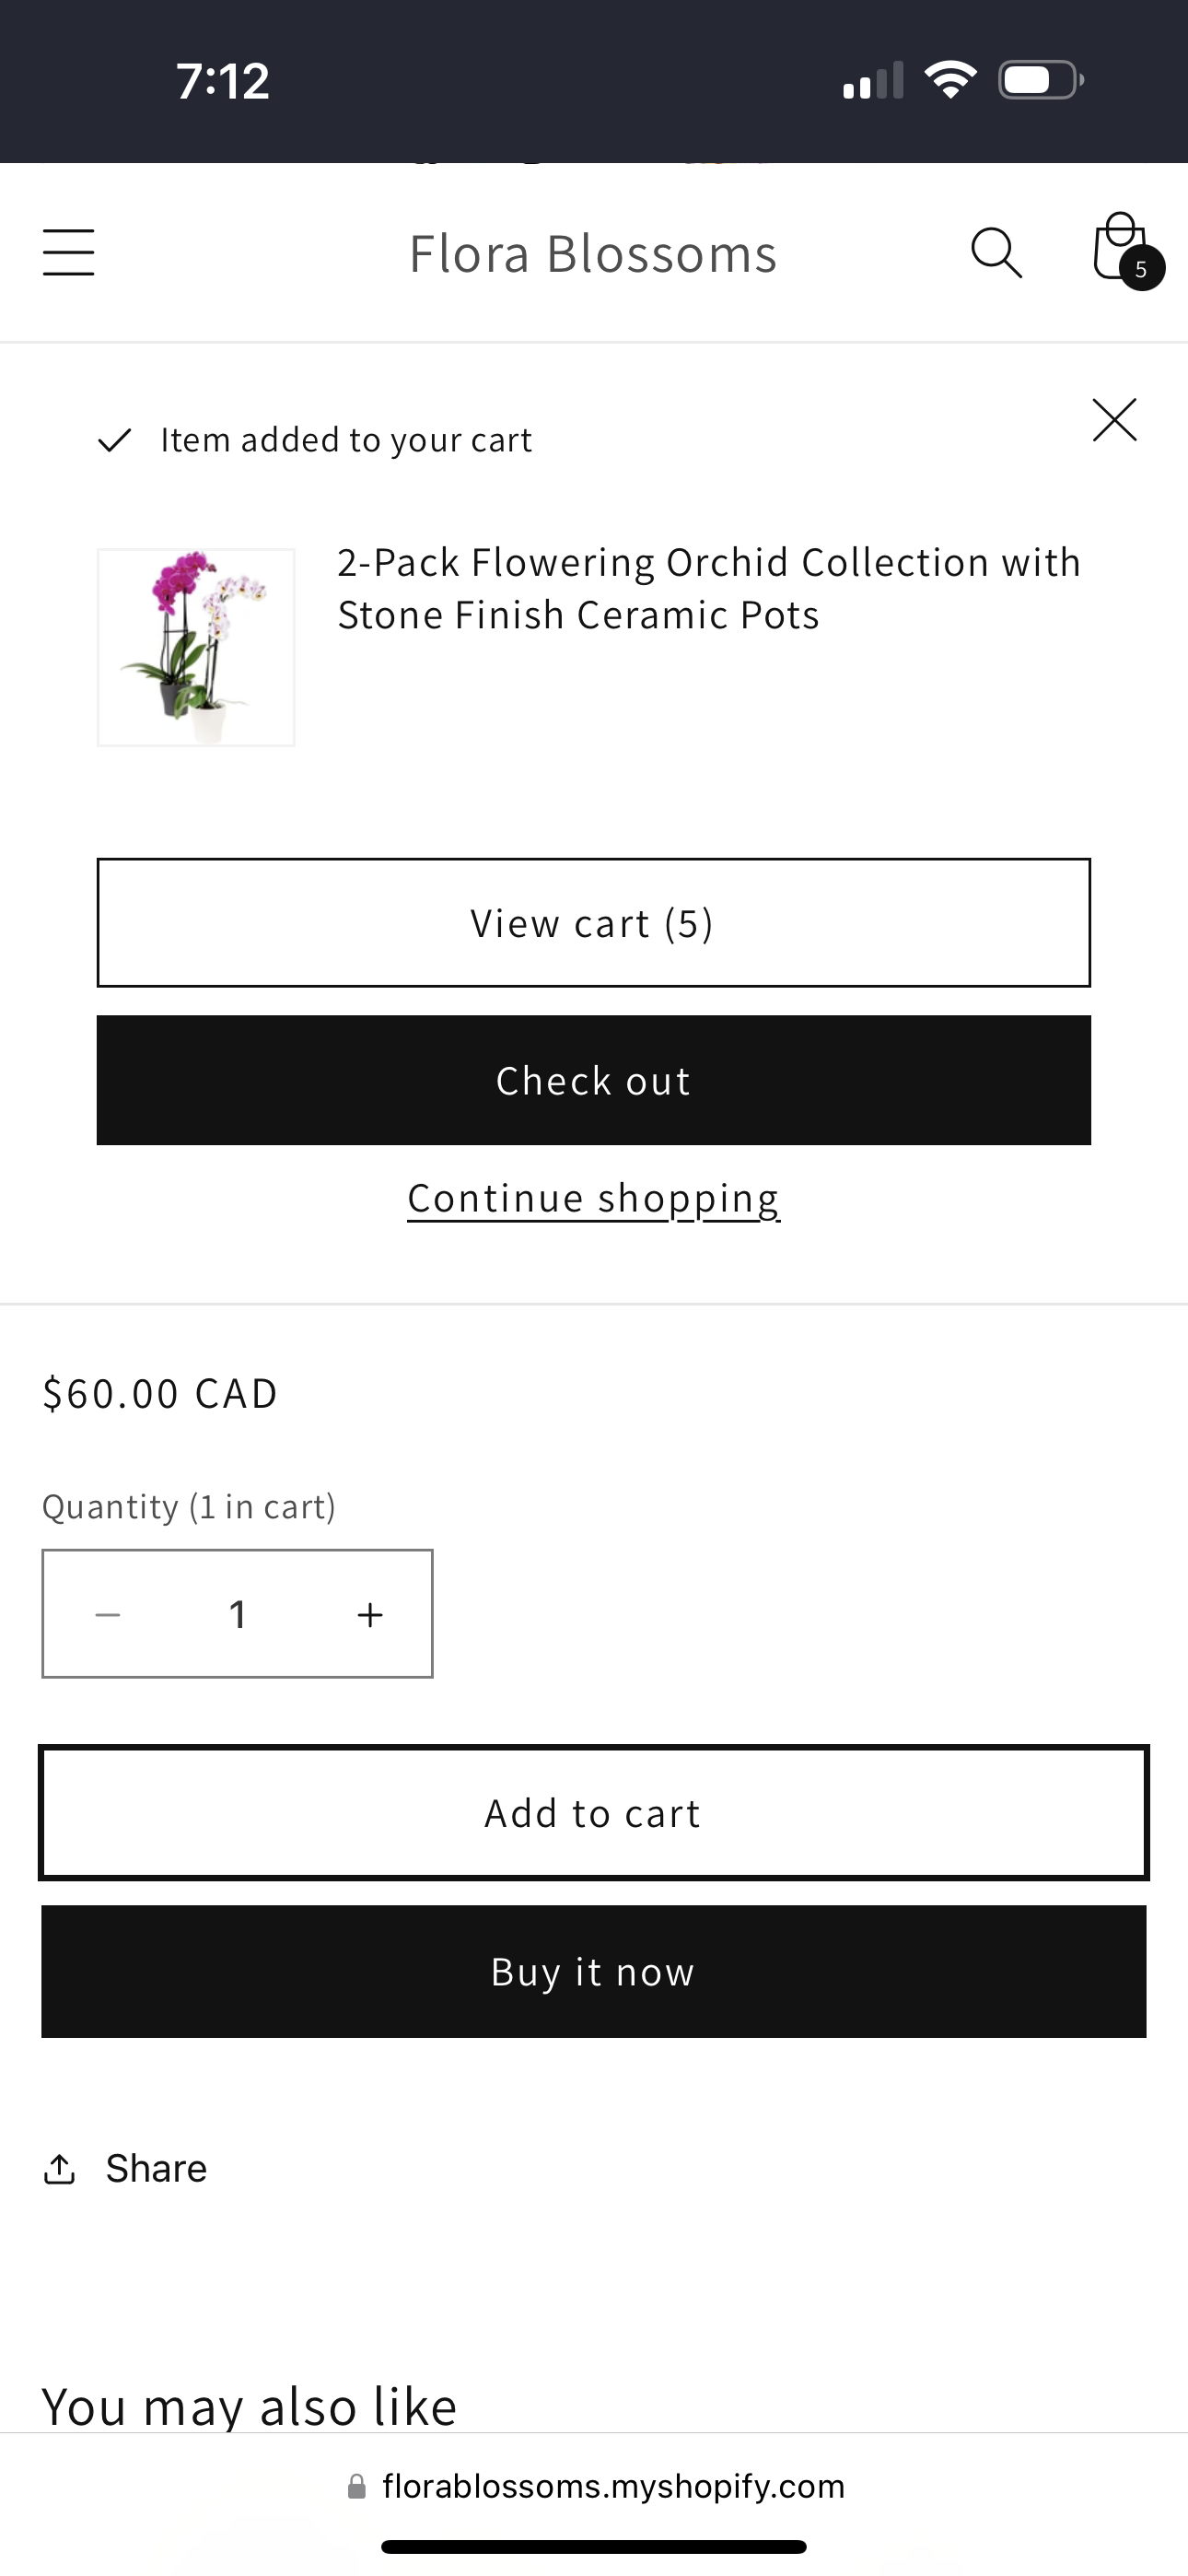 7:12
Flora Blossoms
5
Item added to your cart
2-Pack Flowering Orchid Collection with
Stone Finish Ceramic Pots
View cart (5)
Check out
Continue shopping
$60.00 CAD
Quantity (1 in cart)
1
Add to cart
Buy it now
Share
You may also like
florablossoms.myshopify.com